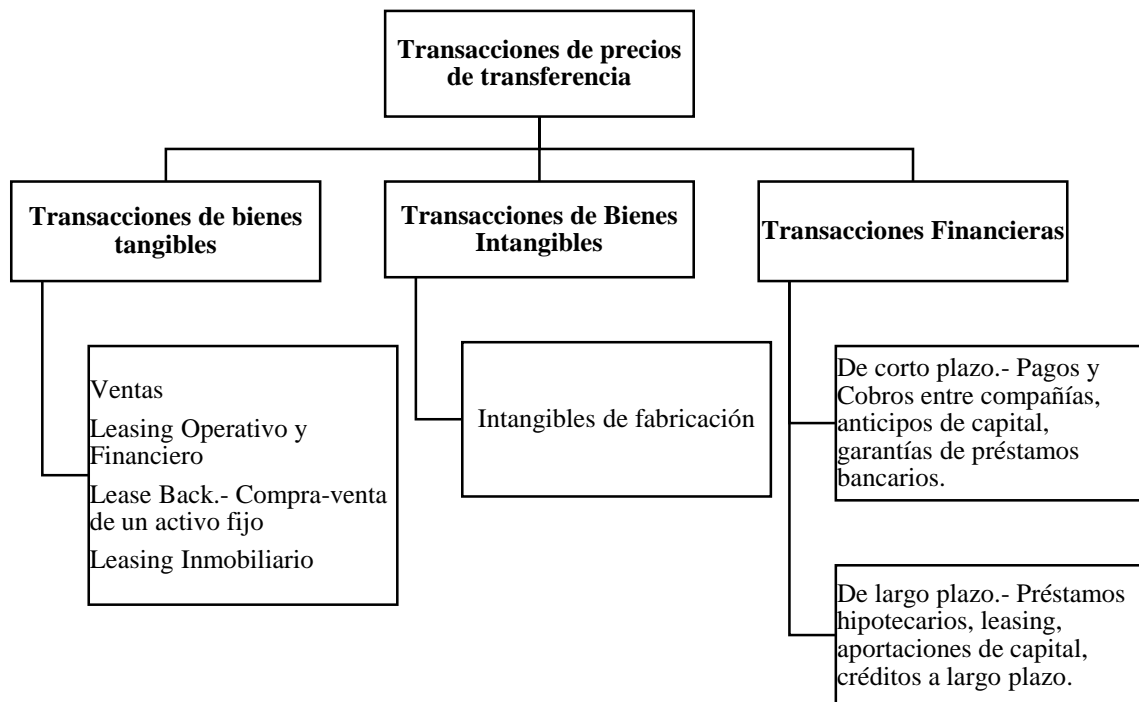 Transacciones de precios
de transferencia
Transacciones de bienes
tangibles
Transacciones de Bienes
Intangibles
Transacciones Financieras
Ventas
Leasing Operativo y
Financiero
Lease Back.- Compra-venta
de un activo fijo
Leasing Inmobiliario
Intangibles de fabricación
De corto plazo.- Pagos y
Cobros entre compañías,
anticipos de capital,
garantías de préstamos
bancarios.
De largo plazo.- Préstamos
hipotecarios, leasing,
aportaciones de capital,
créditos a largo plazo.